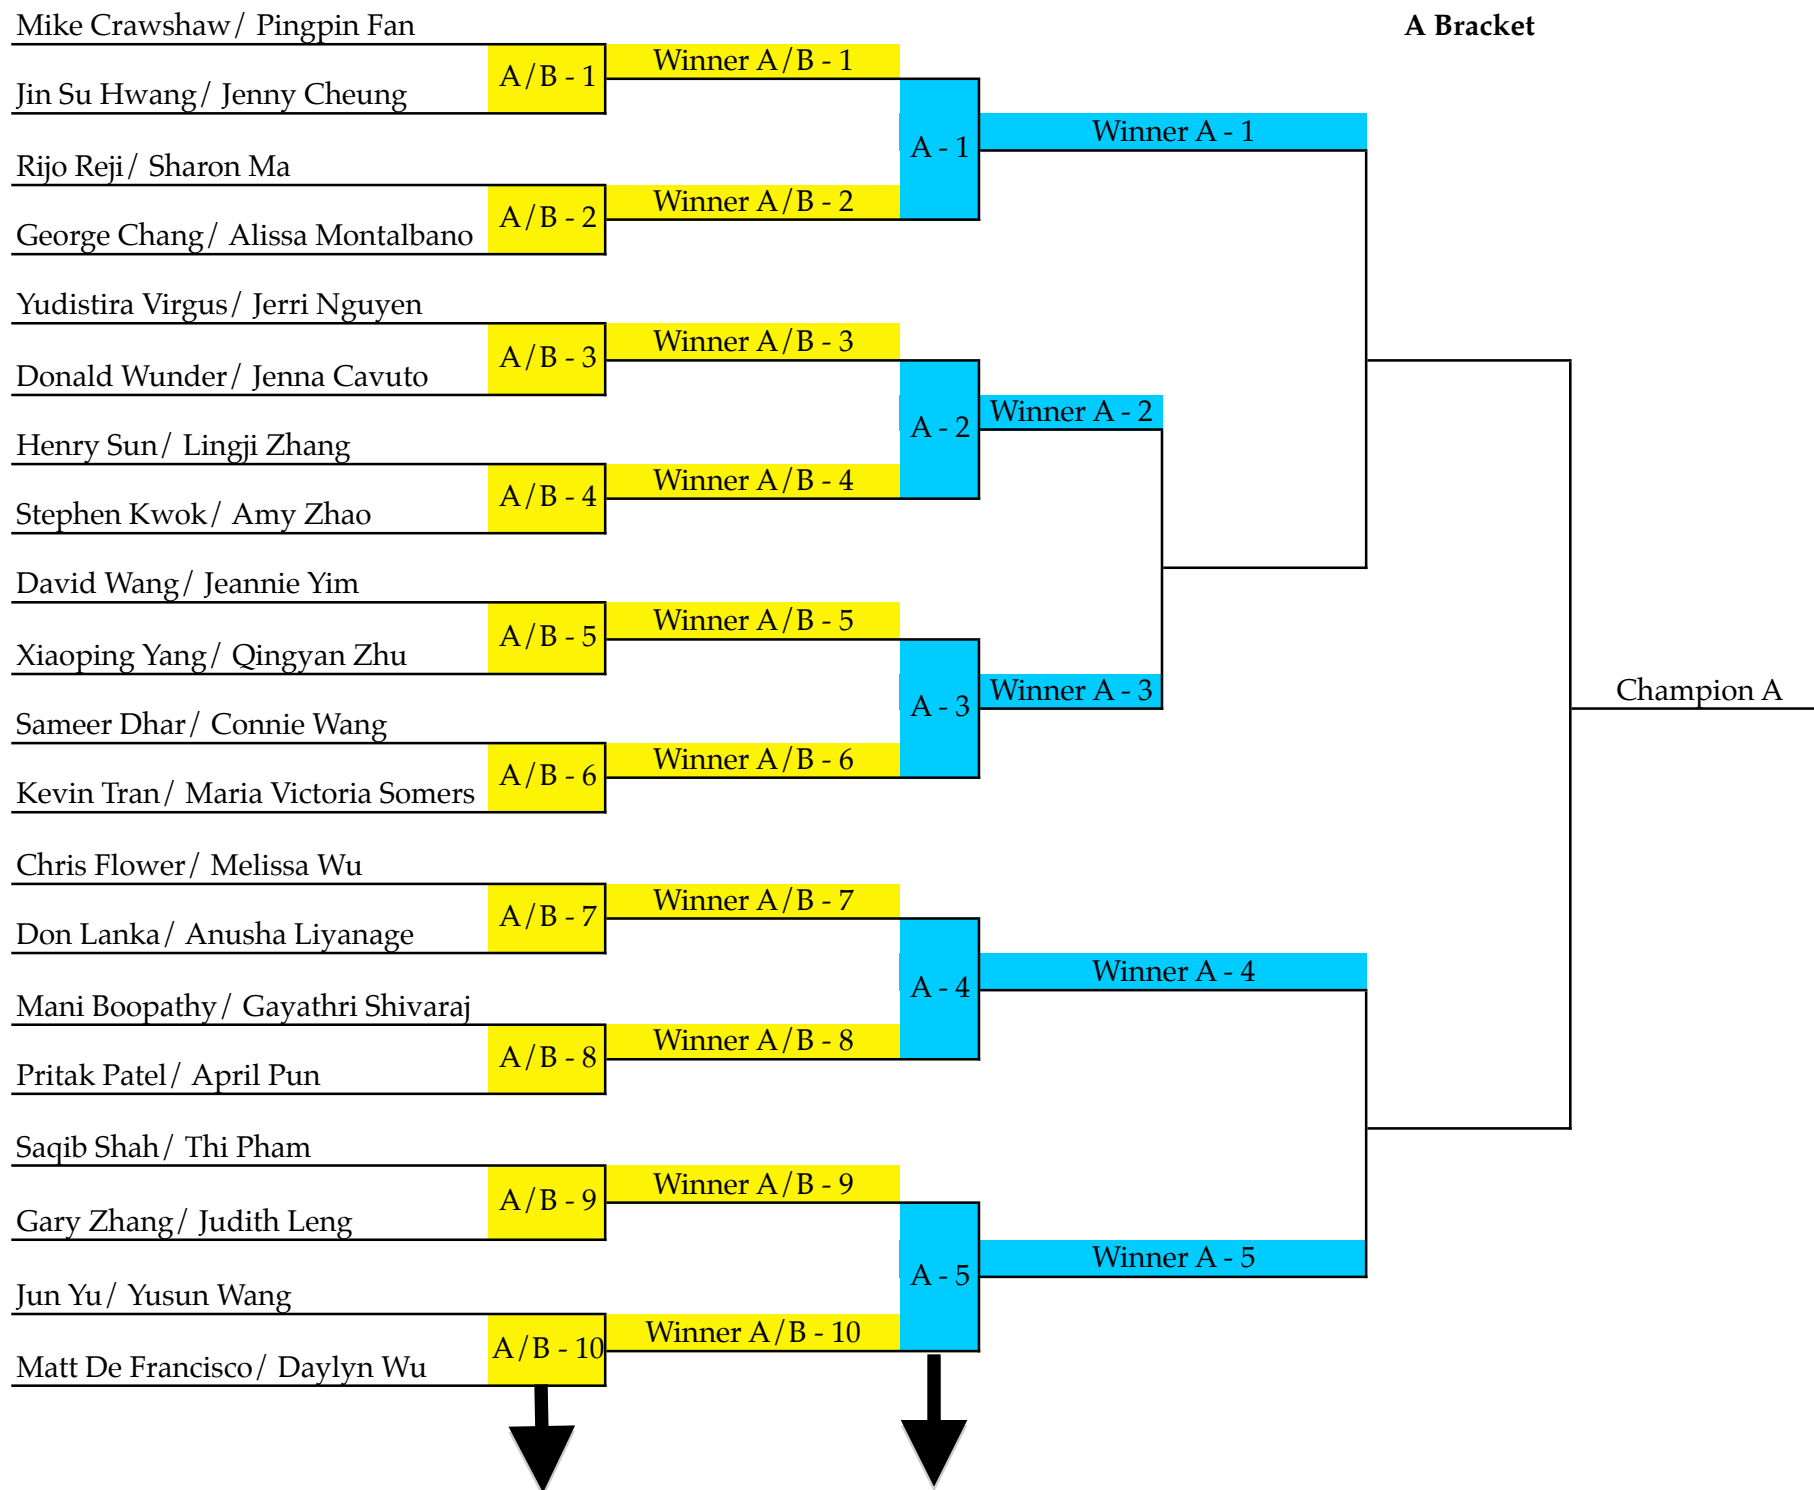 Mike Crawshaw/ Pingpin Fan
A Bracket
A/B - 1
Winner A/B - 1
Jin Su Hwang/ Jenny Cheung
A - 1
Winner A - 1
Rijo Reji/ Sharon Ma
A/B - 2
Winner A/B - 2
George Chang/ Alissa Montalbano
Yudistira Virgus/ Jerri Nguyen
A/B - 3
Winner A/B - 3
Donald Wunder/ Jenna Cavuto
A - 2
Winner A - 2
Henry Sun/ Lingji Zhang
A/B - 4
Winner A/B - 4
Stephen Kwok/ Amy Zhao
David Wang/ Jeannie Yim
A/B - 5
Winner A/B - 5
Xiaoping Yang/ Qingyan Zhu
A - 3
Winner A - 3
Champion A
Sameer Dhar/ Connie Wang
A/B - 6
Winner A/B - 6
Kevin Tran/ Maria Victoria Somers
Chris Flower/ Melissa Wu
A/B - 7
Winner A/B - 7
Don Lanka/ Anusha Liyanage
A - 4
Winner A - 4
Mani Boopathy/ Gayathri Shivaraj
A/B - 8
Winner A/B - 8
Pritak Patel/ April Pun
Saqib Shah/ Thi Pham
A/B - 9
Winner A/B - 9
Gary Zhang/ Judith Leng
A - 5
Winner A - 5
Jun Yu/ Yusun Wang
A/B - 10
Winner A/B - 10
Matt De Francisco/ Daylyn Wu